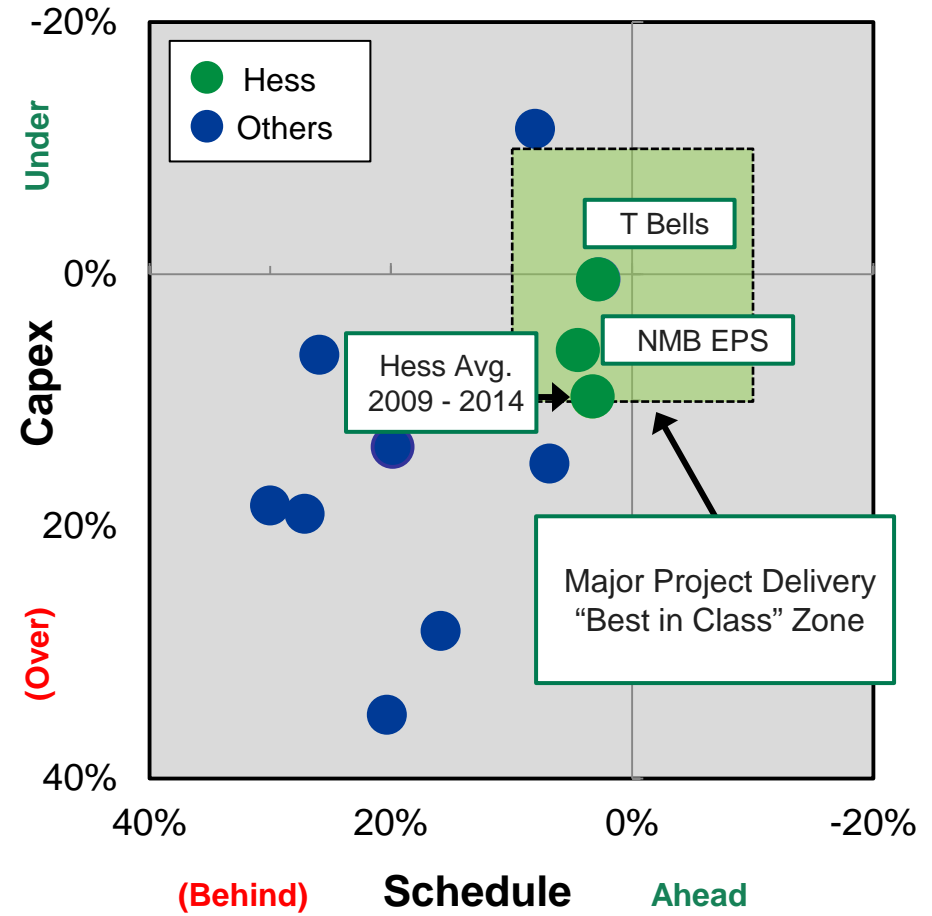 -20%
Hess
Others
Under
T Bells
0%
NMB EPS
Hess Avg.
2009 - 2014
Capex
20%
Major Project Delivery
“Best in Class” Zone
(Over)
40%
40%
20%
0%
-20%
(Behind)
Schedule
Ahead